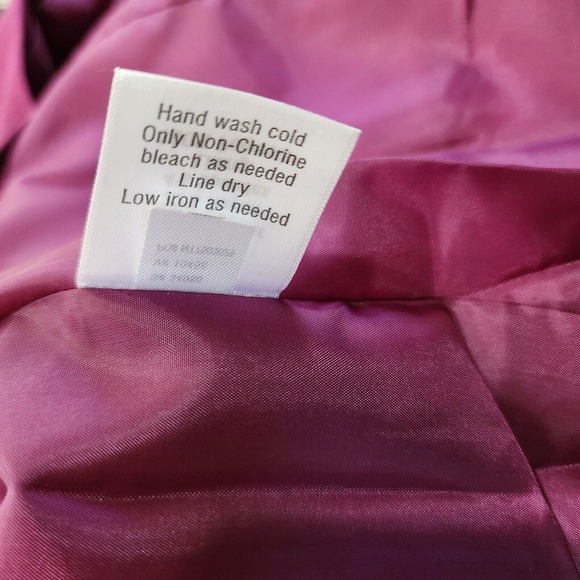 Hand wash cold
Only Non-Chlorine
bleach as needed
Line dry
Low iron as needed